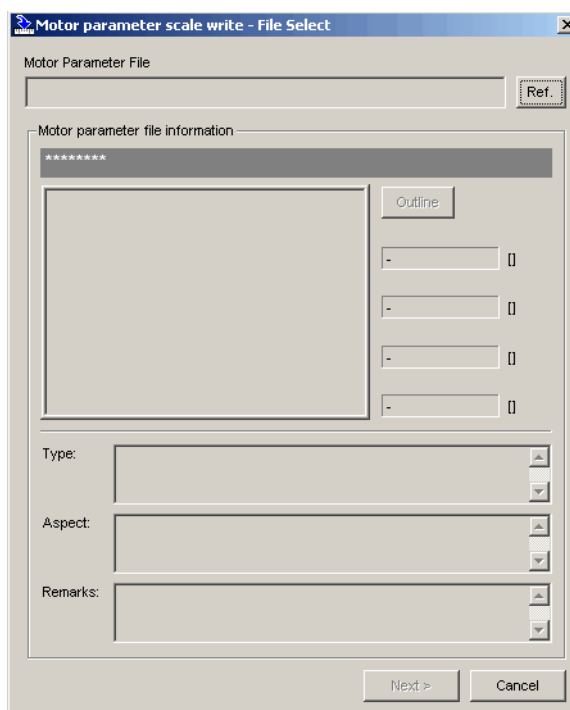 Motor parameter scale write - File Select
Motor Parameter File
Ref.
Motor parameter file information
********
Outline
- []
- []
- []
- []
Type:
Aspect:
Remarks:
Next >
Cancel